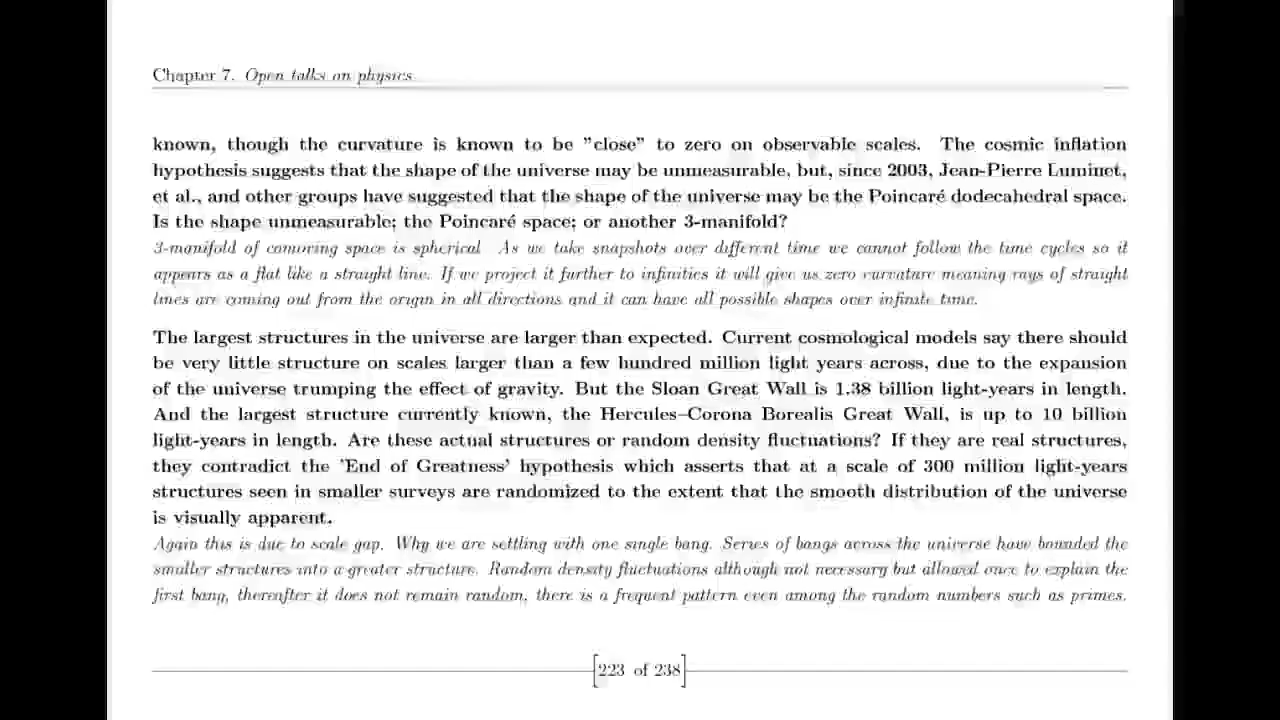 Chapter 7. Open talks on physics
known, though the curvature is known to be ”close” to zero on observable scales. The cosmic inflation
hypothesis suggests that the shape of the universe may be unmeasurable, but, since 2003, Jean-Pierre Luminet,
et al., and other groups have suggested that the shape of the universe may be the Poincaré dodecahedral space.
Is the shape unmeasurable; the Poincaré space; or another 3-manifold?
3-manifold of comoving space is spherical. As we take snapshots over different time we cannot follow the time cycles so it
appears as a flat like a straight line. If we project it further to infinities it will give us zero curvature meaning rays of straight
lines are coming out from the origin in all directions and it can have all possible shapes over infinite time.
The largest structures in the universe are larger than expected. Current cosmological models say there should
be very little structure on scales larger than a few hundred million light years across, due to the expansion
of the universe trumping the effect of gravity. But the Sloan Great Wall is 1.38 billion light-years in length.
And the largest structure currently known, the Hercules–Corona Borealis Great Wall, is up to 10 billion
light-years in length. Are these actual structures or random density fluctuations? If they are real structures,
they contradict the ’End of Greatness’ hypothesis which asserts that at a scale of 300 million light-years
structures seen in smaller surveys are randomized to the extent that the smooth distribution of the universe
is visually apparent.
Again this is due to scale gap. Why we are settling with one single bang. Series of bangs across the universe have bounded the
smaller structures into a greater structure. Random density fluctuations although not necessary but allowed once to explain the
first bang, thereafter it does not remain random, there is a frequent pattern even among the random numbers such as primes.
223 of 238